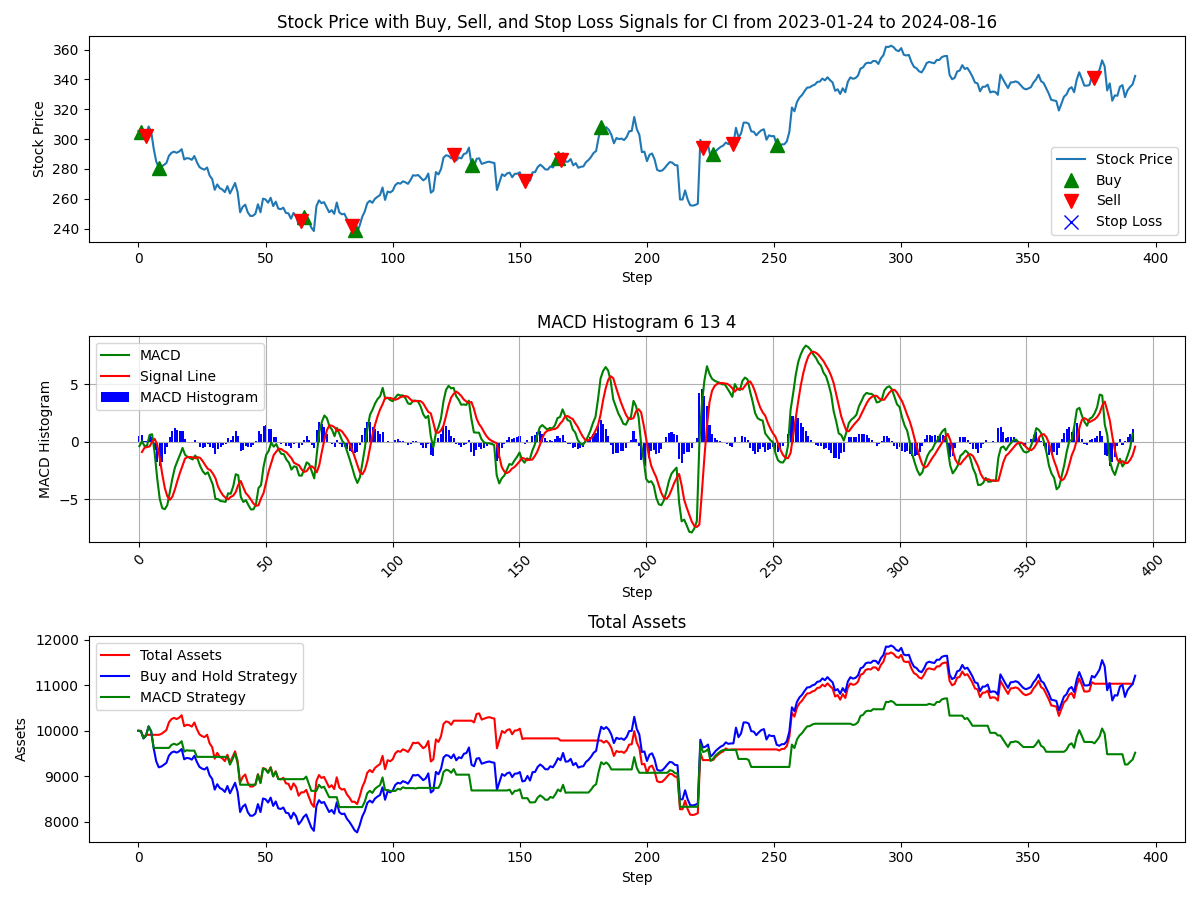 Stock Price with Buy, Sell, and Stop Loss Signals for CI from 2023-01-24 to 2024-08-16
Stock Price
360
340
320
300
280
260
240
Stock Price
Buy
Sell
Stop Loss
0 50 100 150 200 250 300 350 400
Step
MACD Histogram 6 13 4
MACD Histogram
5
0
−5
MACD
Signal Line
MACD Histogram
0 50 100 150 200 250 300 350 400
Step
Total Assets
Assets
12000
11000
10000
9000
8000
Total Assets
Buy and Hold Strategy
MACD Strategy
0 50 100 150 200 250 300 350 400
Step